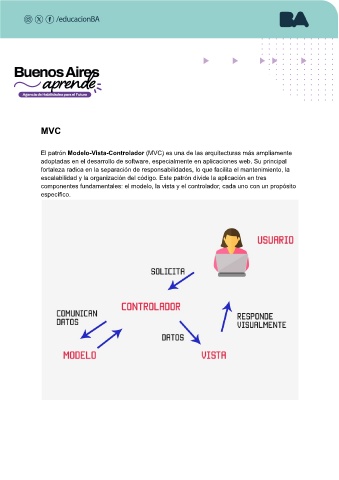 /educacionBA
BA
Buenos Aires
aprende
Agencia de Habilidades para el Futuro
MVC
El patrón Modelo-Vista-Controlador (MVC) es una de las arquitecturas más ampliamente
adoptadas en el desarrollo de software, especialmente en aplicaciones web. Su principal
fortaleza radica en la separación de responsabilidades, lo que facilita el mantenimiento, la
escalabilidad y la organización del código. Este patrón divide la aplicación en tres
componentes fundamentales: el modelo, la vista y el controlador, cada uno con un propósito
específico.
USUARIO
SOLICITA
CONTROLADOR
COMUNICAN
DATOS
RESPONDE
VISUALMENTE
DATOS
MODELO
VISTA